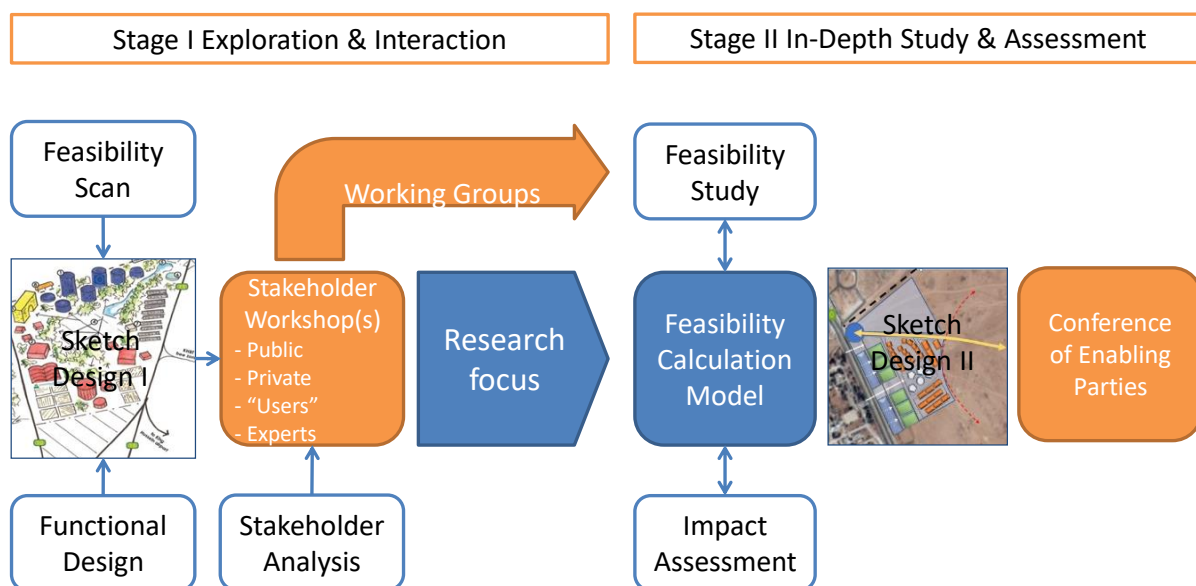 Stage I Exploration & Interaction
Stage II In-Depth Study & Assessment
Feasibility
Scan
Working Groups
Feasibility
Study
Sketch
Design I
Stakeholder
Workshop(s)
- Public
- Private
- “Users”
- Experts
Research
focus
Feasibility
Calculation
Model
Sketch
Design II
Conference
of Enabling
Parties
Functional
Design
Stakeholder
Analysis
Impact
Assessment